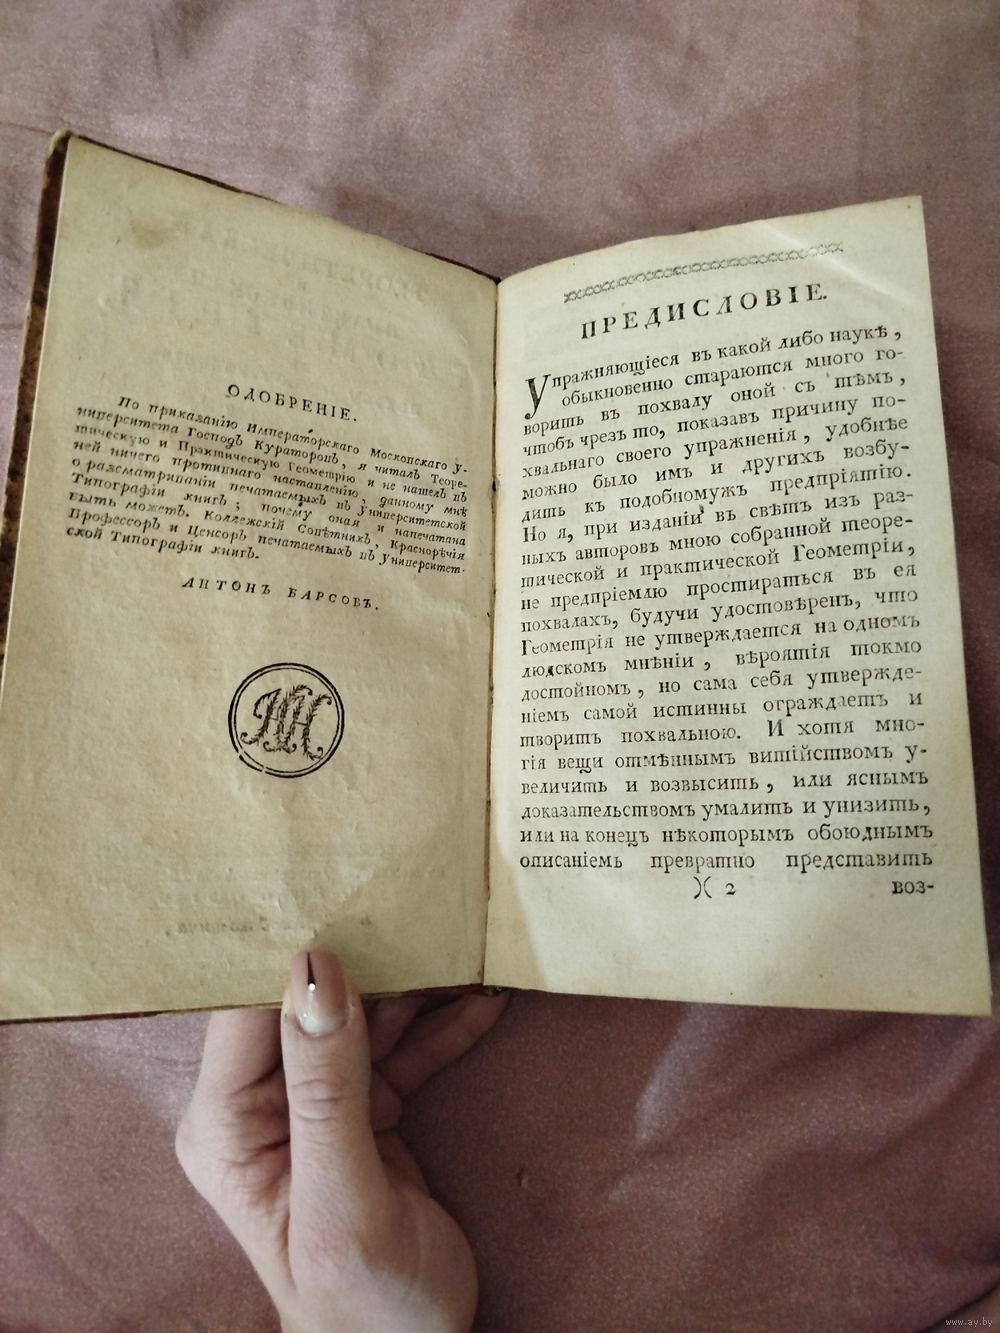 ОДОБРЕНІЕ.
По приказанію Императорскаго Московскаго У-
ниверситета Господъ Кураторовъ, я читалъ Теоре-
тическую и Практическую Геометрію и не нашелъ въ
ней ничего противнаго наставленію, данному мнѣ
о разсматриваніи печатаемыхъ въ Университетской
Типографіи книгъ; почему оная и напечатана
быть можетъ. Коллежскій Совѣтникъ, Краснорѣчія
Профессоръ и Ценсоръ печатаемыхъ въ Университет-
ской Типографіи книгъ.
АНТОНЪ БАРСОВЪ.
ПРЕДИСЛОВІЕ.
Упражняющіеся въ какой либо наукѣ,
обыкновенно стараются много го-
ворить въ похвалу оной съ тѣмъ,
чтобъ чрезъ то, показавъ причину по-
хвальнаго своего упражненія, удобнѣе
можно было имъ и другихъ возбу-
дить къ подобномужъ предпріятію.
Но я, при изданіи въ свѣтъ изъ раз-
ныхъ авторовъ мною собранной теоре-
тической и практической Геометріи,
не предпріемлю простираться въ ея
похвалахъ, будучи удостовѣренъ, что
Геометрія не утверждается на одномъ
людскомъ мнѣніи, вѣроятія токмо
достойномъ, но сама себя утвержде-
ніемъ самой истинны ограждаетъ и
творитъ похвальною. И хотя мно-
гія вещи отмѣннымъ витійствомъ у-
величить и возвысить, или яснымъ
доказательствомъ умалить и унизить,
или на конецъ нѣкоторымъ обоюднымъ
описаніемъ превратно представить
)( 2 воз-
www.ay.by